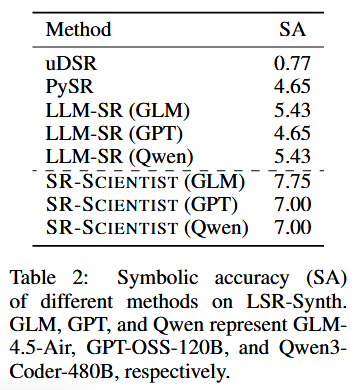 Method SA
uDSR 0.77
PySR 4.65
LLM-SR (GLM) 5.43
LLM-SR (GPT) 4.65
LLM-SR (Qwen) 5.43
SR-SCIENTIST (GLM) 7.75
SR-SCIENTIST (GPT) 7.00
SR-SCIENTIST (Qwen) 7.00
Table 2: Symbolic accuracy (SA)
of different methods on LSR-Synth.
GLM, GPT, and Qwen represent GLM-
4.5-Air, GPT-OSS-120B, and Qwen3-
Coder-480B, respectively.